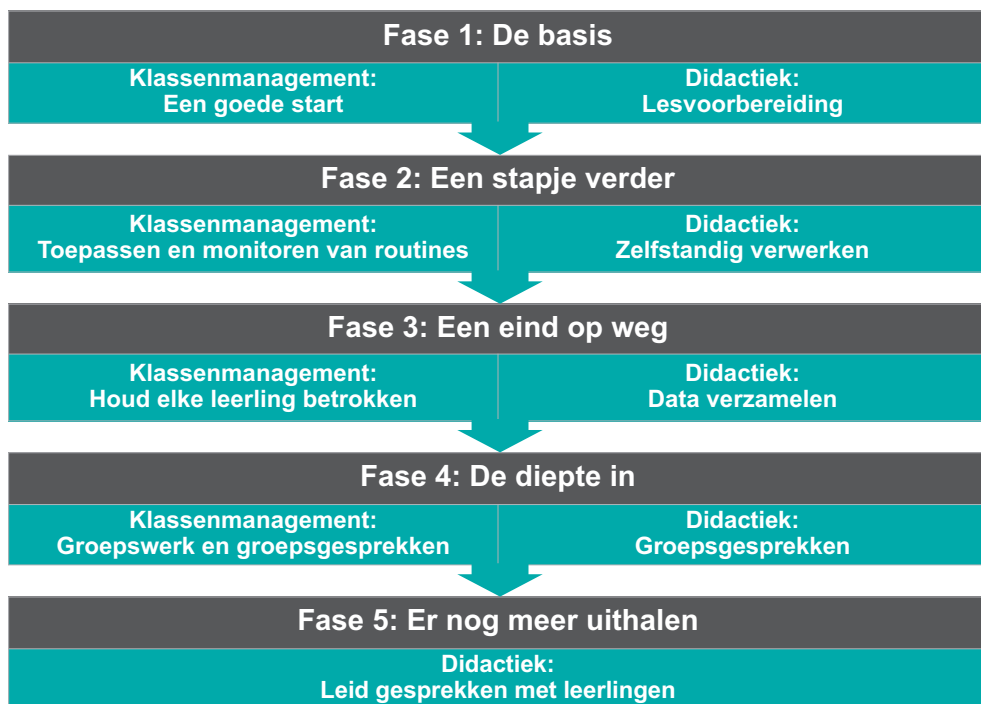 Fase 1: De basis
Klassenmanagement:
Een goede start
Didactiek:
Lesvoorbereiding
Fase 2: Een stapje verder
Klassenmanagement:
Toepassen en monitoren van routines
Didactiek:
Zelfstandig verwerken
Fase 3: Een eind op weg
Klassenmanagement:
Houd elke leerling betrokken
Didactiek:
Data verzamelen
Fase 4: De diepte in
Klassenmanagement:
Groepswerk en groepsgesprekken
Didactiek:
Groepsgesprekken
Fase 5: Er nog meer uithalen
Didactiek:
Leid gesprekken met leerlingen